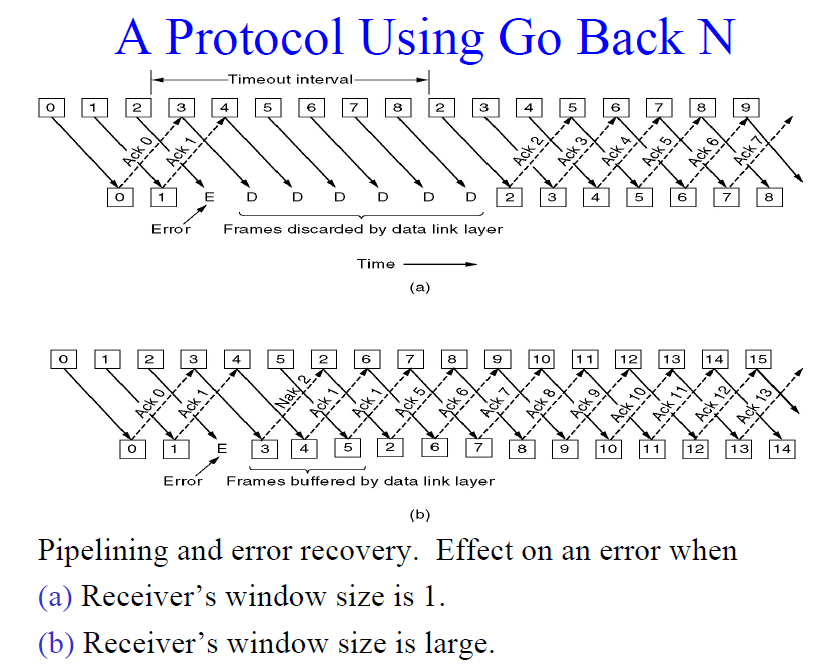 A Protocol Using Go Back N
Timeout interval
0 1 2 3 4 5 6 7 8 2 3 4 5 6 7 8 9
Ack 0 Ack 1 Ack 2 Ack 3 Ack 4 Ack 5 Ack 6 Ack 7
0 1 E D D D D D D 2 3 4 5 6 7 8
Error Frames discarded by data link layer
Time
(a)
0 1 2 3 4 5 2 6 7 8 9 10 11 12 13 14 15
Ack 0 Ack 1 Nak 2 Ack 1 Ack 1 Ack 5 Ack 6 Ack 7 Ack 8 Ack 9 Ack 10 Ack 11 Ack 12 Ack 13
0 1 E 3 4 5 2 6 7 8 9 10 11 12 13 14
Error Frames buffered by data link layer
(b)
Pipelining and error recovery. Effect on an error when
(a) Receiver's window size is 1.
(b) Receiver's window size is large.